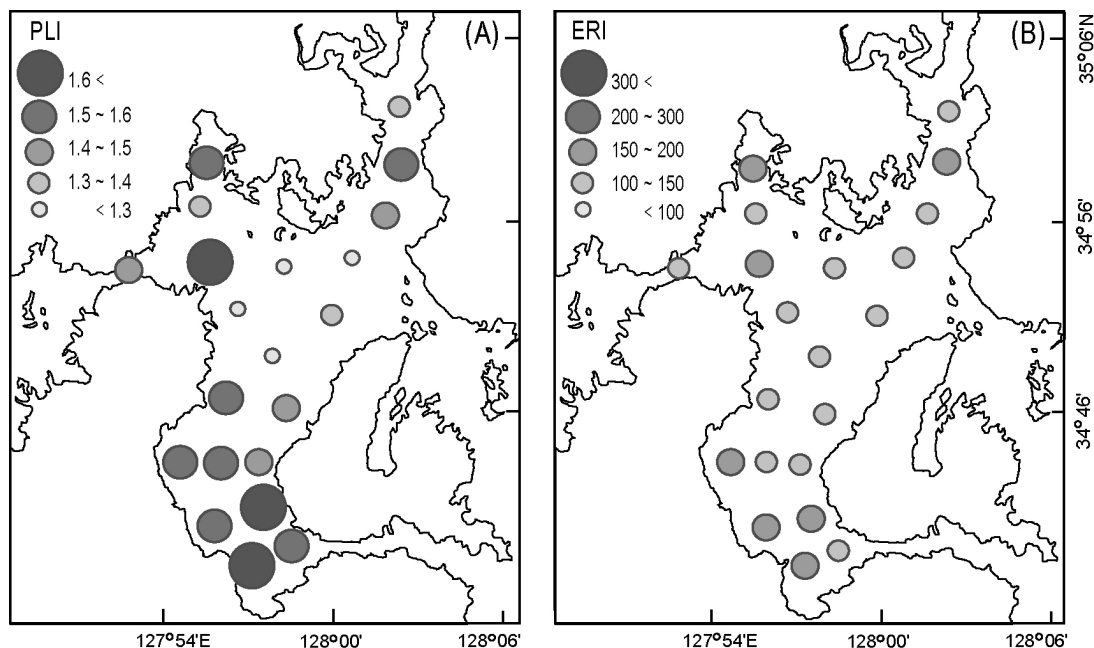 PLI
(A)
1.6 <
1.5 ~ 1.6
1.4 ~ 1.5
1.3 ~ 1.4
< 1.3
127°54'E
128°00'
128°06'
ERI
(B)
300 <
200 ~ 300
150 ~ 200
100 ~ 150
< 100
127°54'E
128°00'
128°06'
35°06'N
34°56'
34°46'